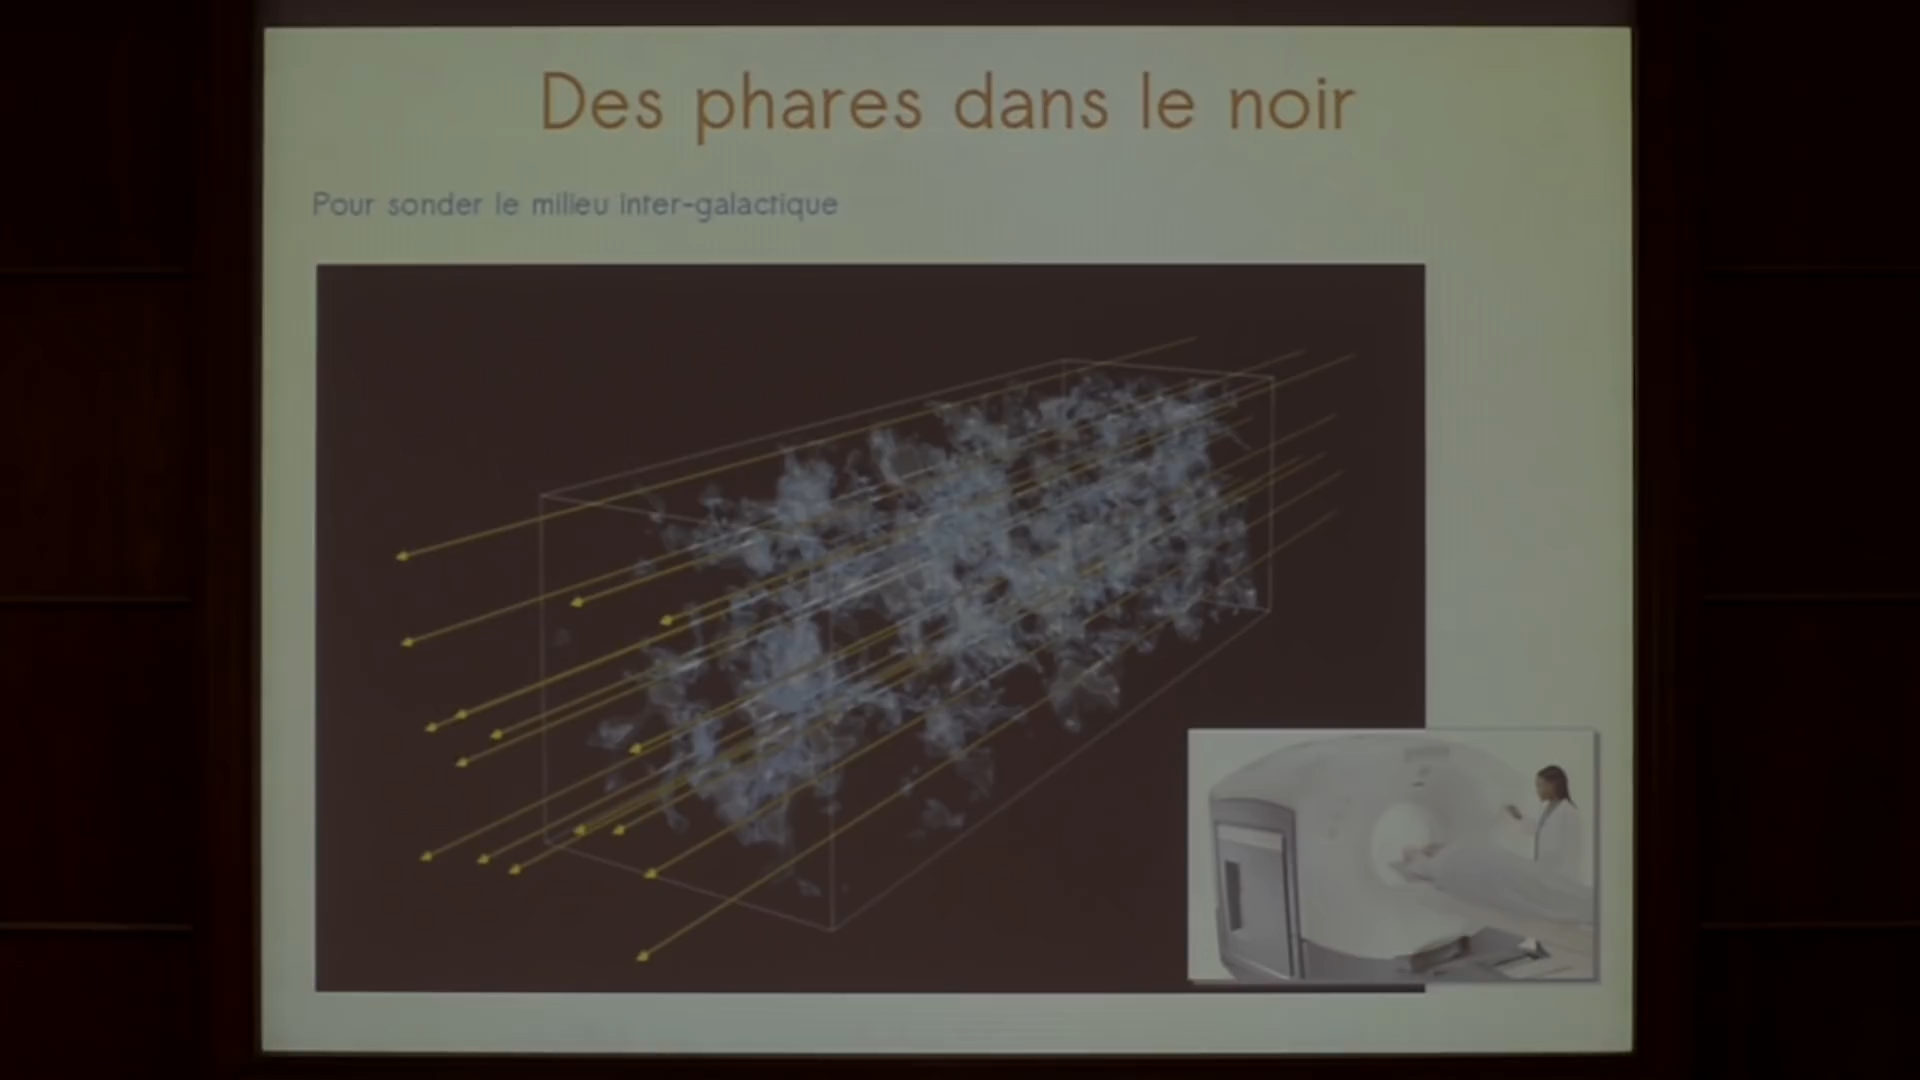 Des phares dans le noir
Pour sonder le milieu inter-galactique